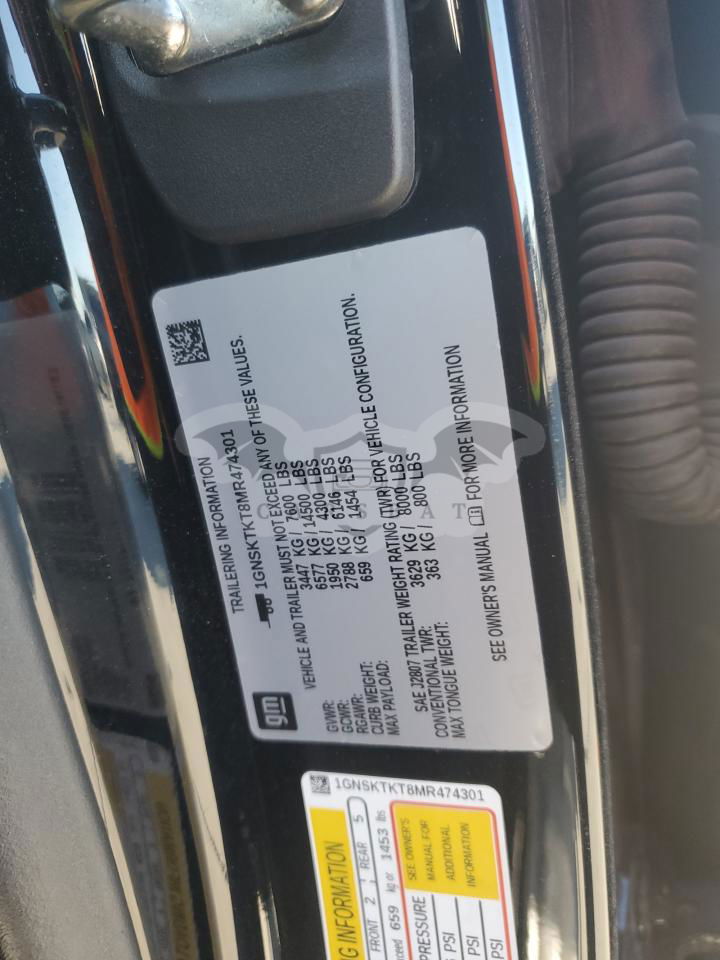 TRAILERING INFORMATION
1GNSKTKT8MR474301
VEHICLE AND TRAILER MUST NOT EXCEED ANY OF THESE VALUES.
GVWR: 3447 KG / 7600 LBS
GCWR: 6577 KG / 14500 LBS
RGAWR: 1950 KG / 4300 LBS
CURB WEIGHT: 2788 KG / 6146 LBS
MAX PAYLOAD: 659 KG / 1454 LBS
SAE J2807 TRAILER WEIGHT RATING (TWR) FOR VEHICLE CONFIGURATION.
CONVENTIONAL TWR: 3629 KG / 8000 LBS
MAX TONGUE WEIGHT: 363 KG / 800 LBS
SEE OWNER'S MANUAL FOR MORE INFORMATION
gm
1GNSKTKT8MR474301
INFORMATION
FRONT 2 REAR 5
659 kg or 1453 lbs
PRESSURE
SEE OWNER'S
MANUAL FOR
ADDITIONAL
INFORMATION
PSI
PSI
PSI